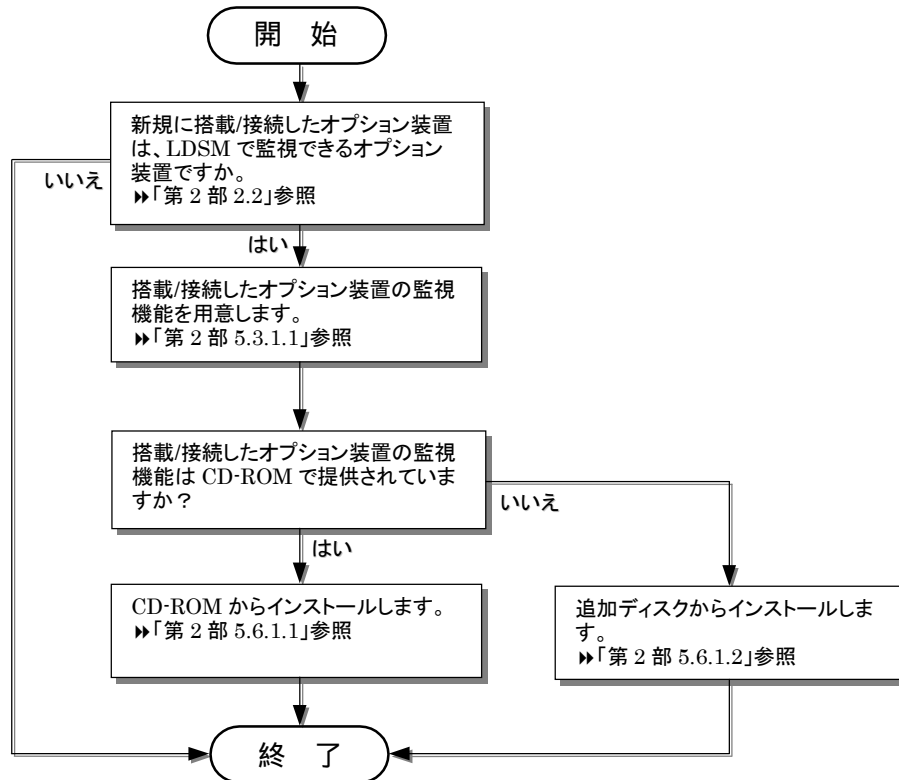 開 始
新規に搭載/接続したオプション装置
は、LDSM で監視できるオプション
装置ですか。
▸▸「第 2 部 2.2」参照
いいえ
はい
搭載/接続したオプション装置の監視
機能を用意します。
▸▸「第 2 部 5.3.1.1」参照
搭載/接続したオプション装置の監視
機能は CD-ROM で提供されていま
すか？
いいえ
はい
CD-ROM からインストールします。
▸▸「第 2 部 5.6.1.1」参照
追加ディスクからインストールしま
す。
▸▸「第 2 部 5.6.1.2」参照
終 了